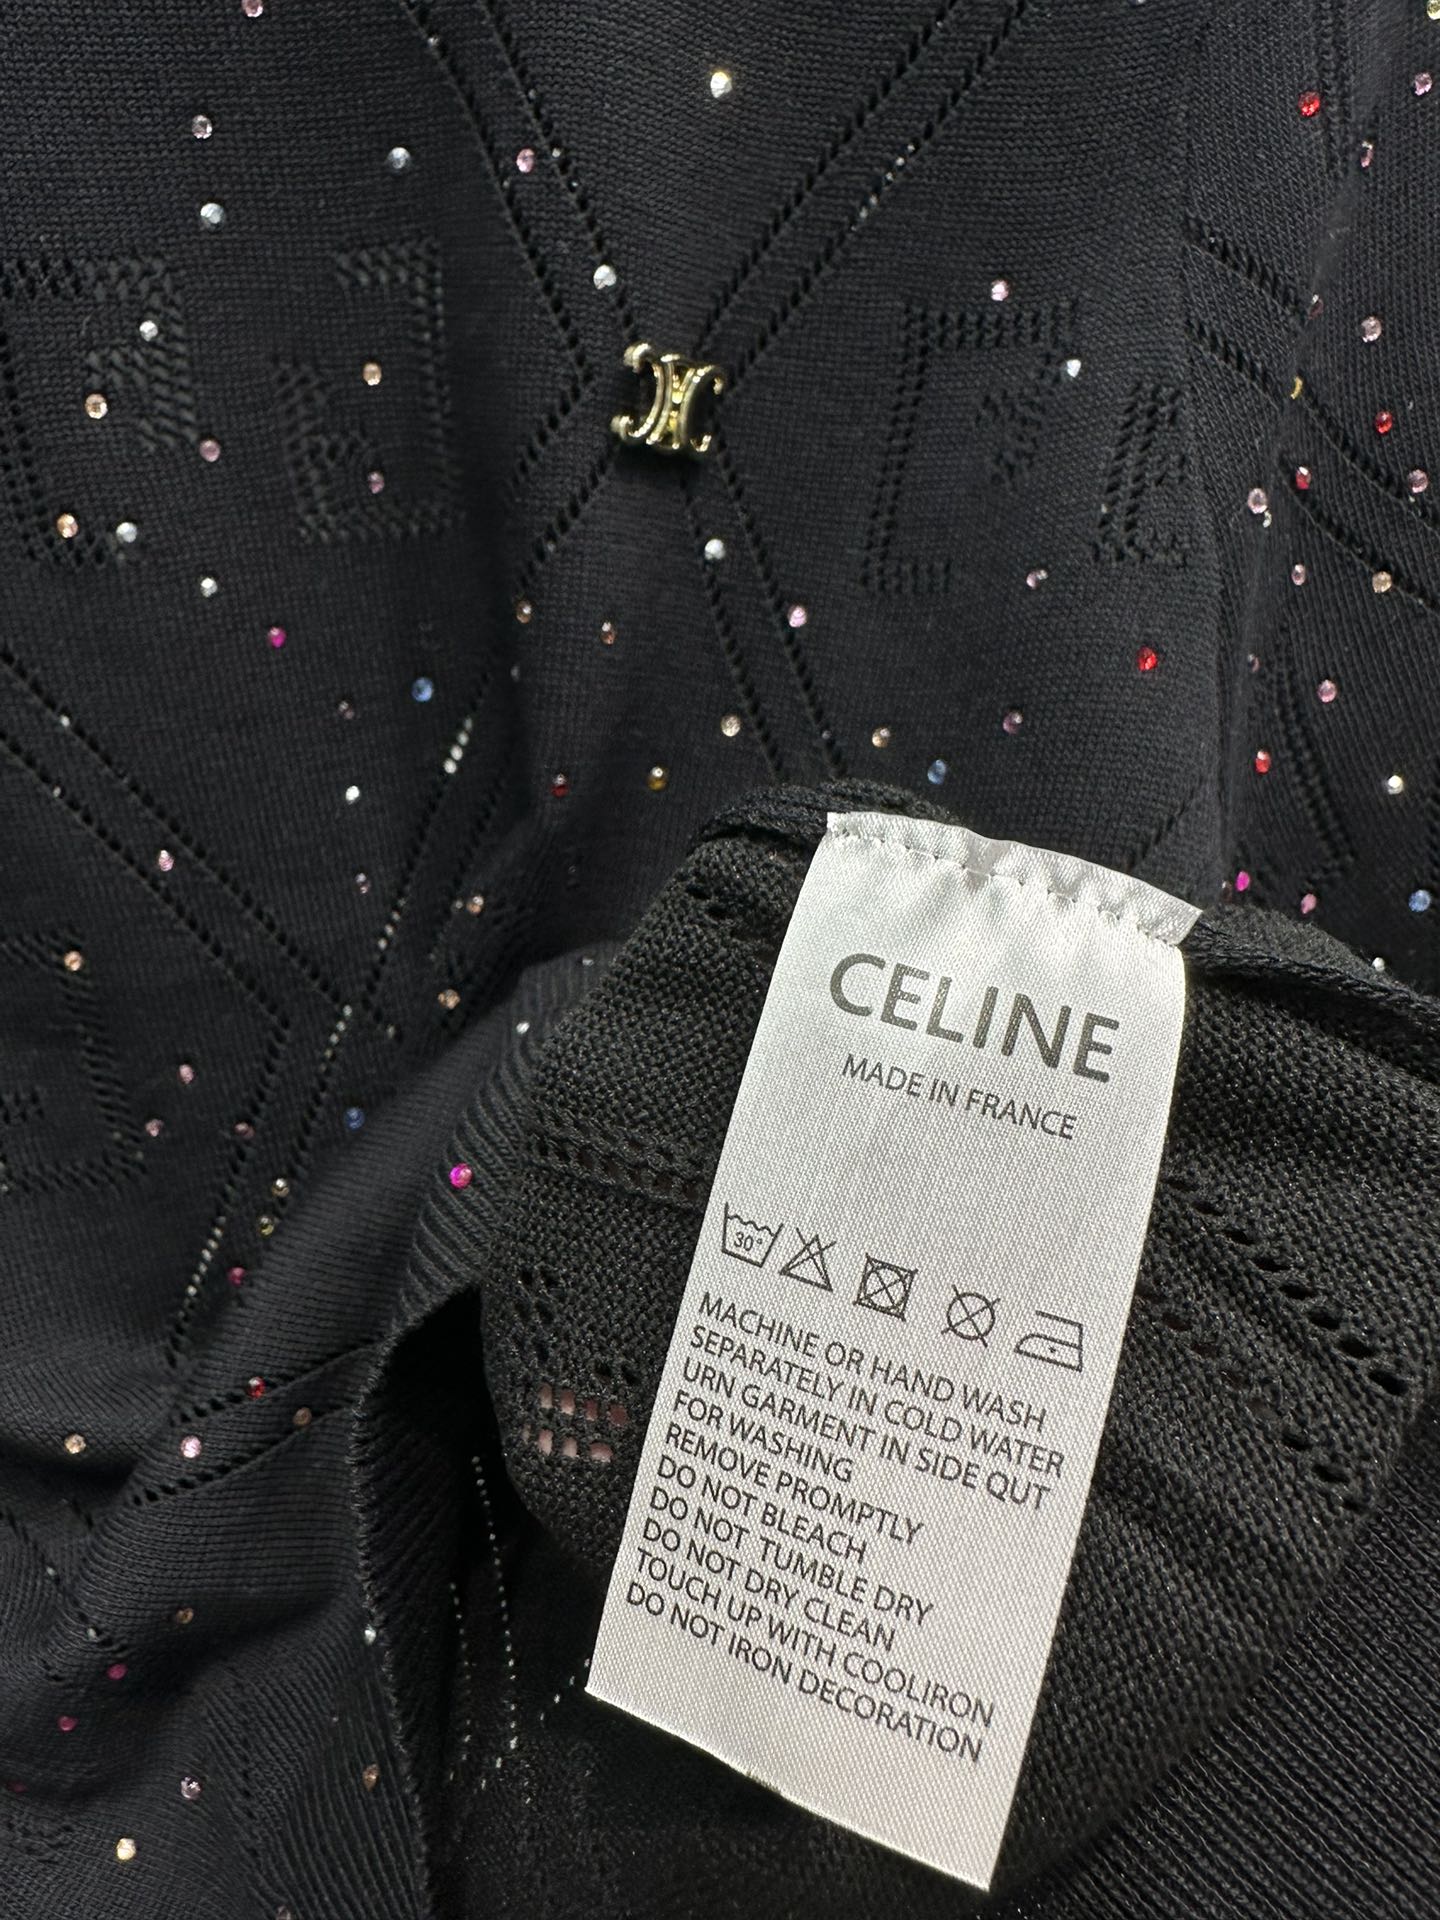 CELINE
MADE IN FRANCE
30°
MACHINE OR HAND WASH
SEPARATELY IN COLD WATER
URN GARMENT IN SIDE QUT
FOR WASHING
REMOVE PROMPTLY
DO NOT BLEACH
DO NOT TUMBLE DRY
DO NOT DRY CLEAN
TOUCH UP WITH COOLIRON
DO NOT IRON DECORATION